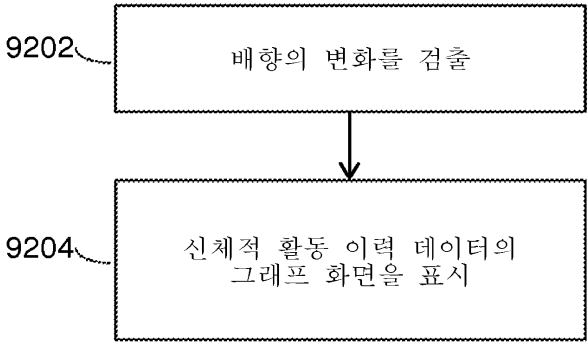 9202
배향의 변화를 검출
9204
신체적 활동 이력 데이터의
그래프 화면을 표시